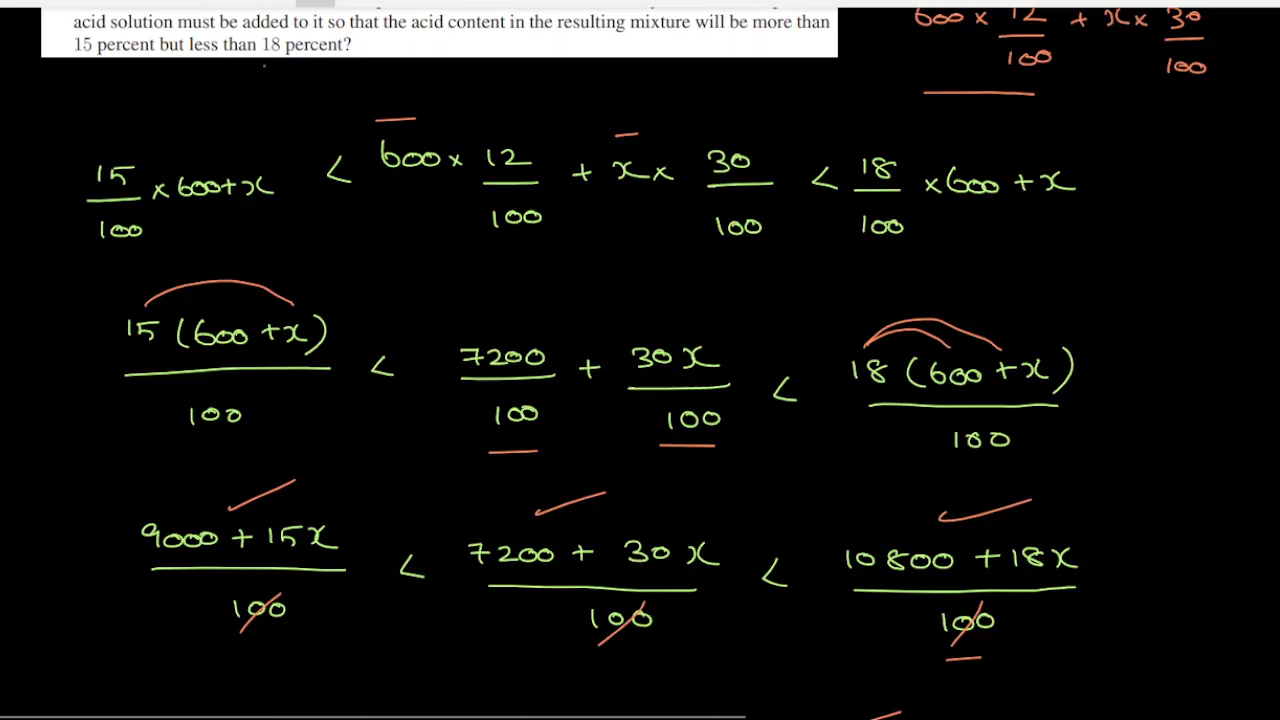 acid solution must be added to it so that the acid content in the resulting mixture will be more than
15 percent but less than 18 percent?
600 × 12/100 + x × 30/100
15/100 × 600 + x < 600 × 12/100 + x × 30/100 < 18/100 × 600 + x
15 (600 + x)/100 < 7200/100 + 30x/100 < 18 (600 + x)/100
9000 + 15x/100 < 7200 + 30x/100 < 10800 + 18x/100